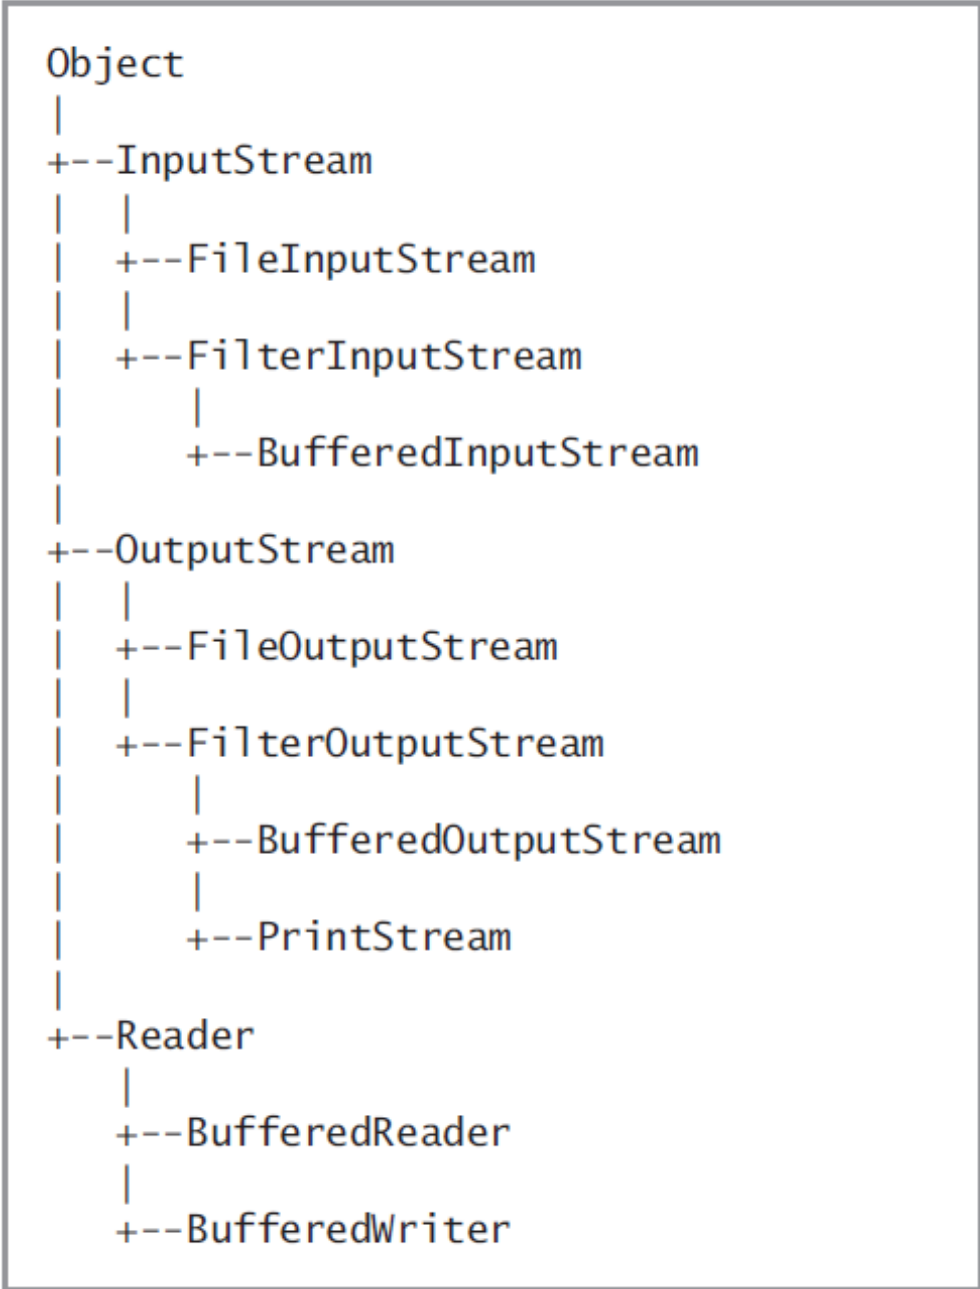 Object
|
+--InputStream
|  |
|  +--FileInputStream
|  |
|  +--FilterInputStream
|     |
|     +--BufferedInputStream
|
+--OutputStream
|  |
|  +--FileOutputStream
|  |
|  +--FilterOutputStream
|     |
|     +--BufferedOutputStream
|     |
|     +--PrintStream
|
+--Reader
   |
   +--BufferedReader
   |
   +--BufferedWriter